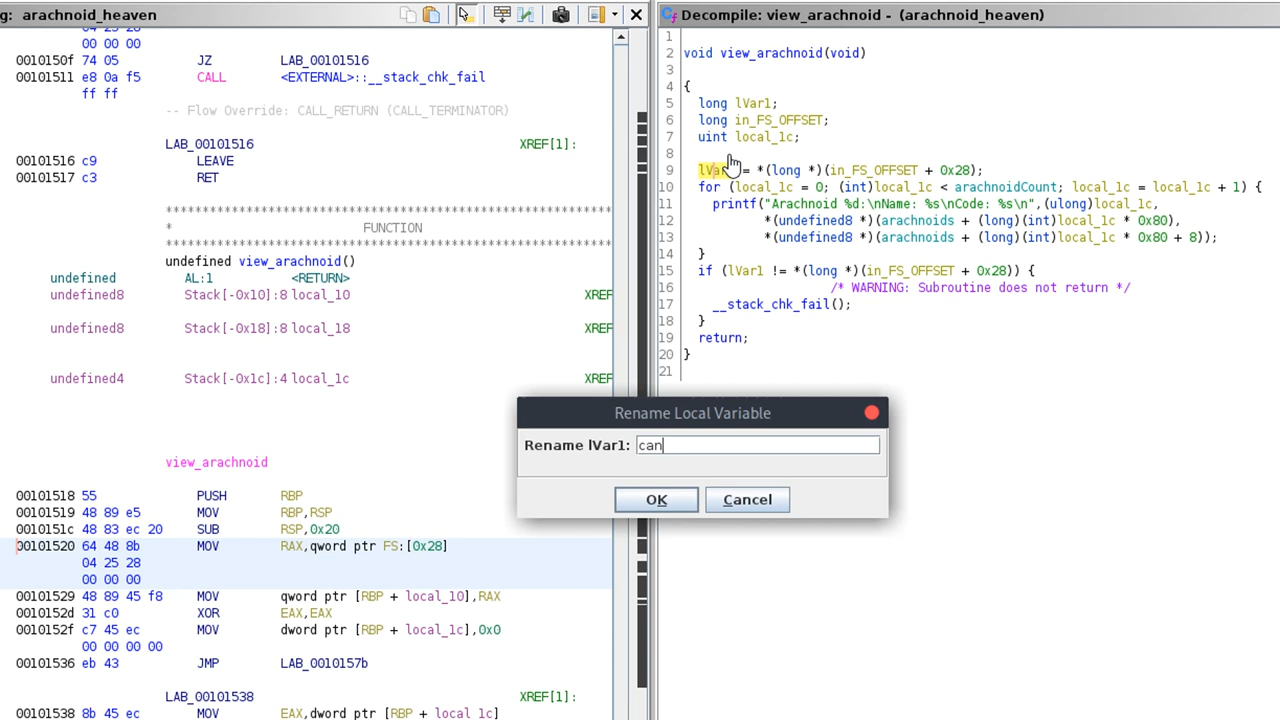 g: arachnoid_heaven
04 25 28
00 00 00
0010150f 74 05 JZ LAB_00101516
00101511 e8 0a f5 CALL <EXTERNAL>::__stack_chk_fail
ff ff
-- Flow Override: CALL_RETURN (CALL_TERMINATOR)
LAB_00101516 XREF[1]:
00101516 c9 LEAVE
00101517 c3 RET
******************************************************
* FUNCTION
******************************************************
undefined view_arachnoid()
undefined AL:1 <RETURN>
undefined8 Stack[-0x10]:8 local_10 XREF
undefined8 Stack[-0x18]:8 local_18 XREF
undefined4 Stack[-0x1c]:4 local_1c XREF
view_arachnoid
00101518 55 PUSH RBP
00101519 48 89 e5 MOV RBP,RSP
0010151c 48 83 ec 20 SUB RSP,0x20
00101520 64 48 8b MOV RAX,qword ptr FS:[0x28]
04 25 28
00 00 00
00101529 48 89 45 f8 MOV qword ptr [RBP + local_10],RAX
0010152d 31 c0 XOR EAX,EAX
0010152f c7 45 ec MOV dword ptr [RBP + local_1c],0x0
00 00 00 00
00101536 eb 43 JMP LAB_0010157b
LAB_00101538 XREF[1]:
00101538 8b 45 ec MOV EAX,dword ptr [RBP + local_1c]
Decompile: view_arachnoid - (arachnoid_heaven)
1
2 void view_arachnoid(void)
3
4 {
5 long lVar1;
6 long in_FS_OFFSET;
7 uint local_1c;
8
9 lVar = *(long *)(in_FS_OFFSET + 0x28);
10 for (local_1c = 0; (int)local_1c < arachnoidCount; local_1c = local_1c + 1) {
11 printf("Arachnoid %d:\nName: %s\nCode: %s\n",(ulong)local_1c,
12 *(undefined8 *)(arachnoids + (long)(int)local_1c * 0x80),
13 *(undefined8 *)(arachnoids + (long)(int)local_1c * 0x80 + 8));
14 }
15 if (lVar1 != *(long *)(in_FS_OFFSET + 0x28)) {
16 /* WARNING: Subroutine does not return */
17 __stack_chk_fail();
18 }
19 return;
20 }
21
Rename Local Variable
Rename lVar1: can
OK Cancel